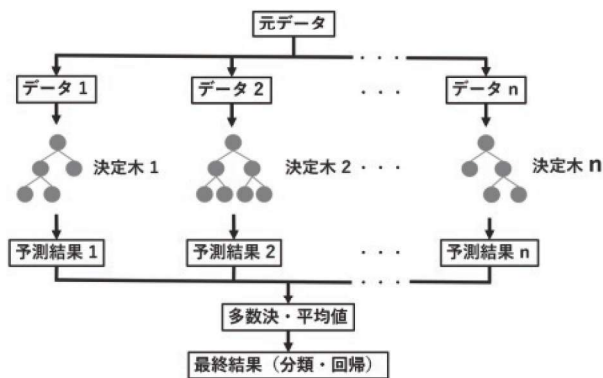 元データ
・・・
データ 1 データ 2 ・・・ データ n
決定木 1 決定木 2 ・・・ 決定木 n
予測結果 1 予測結果 2 ・・・ 予測結果 n
・・・
多数決・平均値
最終結果（分類・回帰）